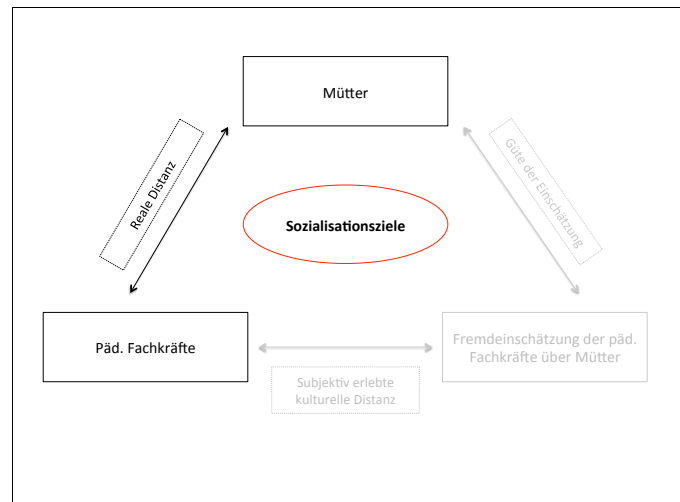 Mütter
Reale Distanz
Güte der Einschätzung
Sozialisationsziele
Päd. Fachkräfte
Fremdeinschätzung der päd.
Fachkräfte über Mütter
Subjektiv erlebte
kulturelle Distanz